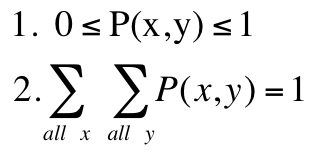 1. 0 ≤ P(x,y) ≤ 1
2. ∑ all x ∑ all y P(x,y) = 1